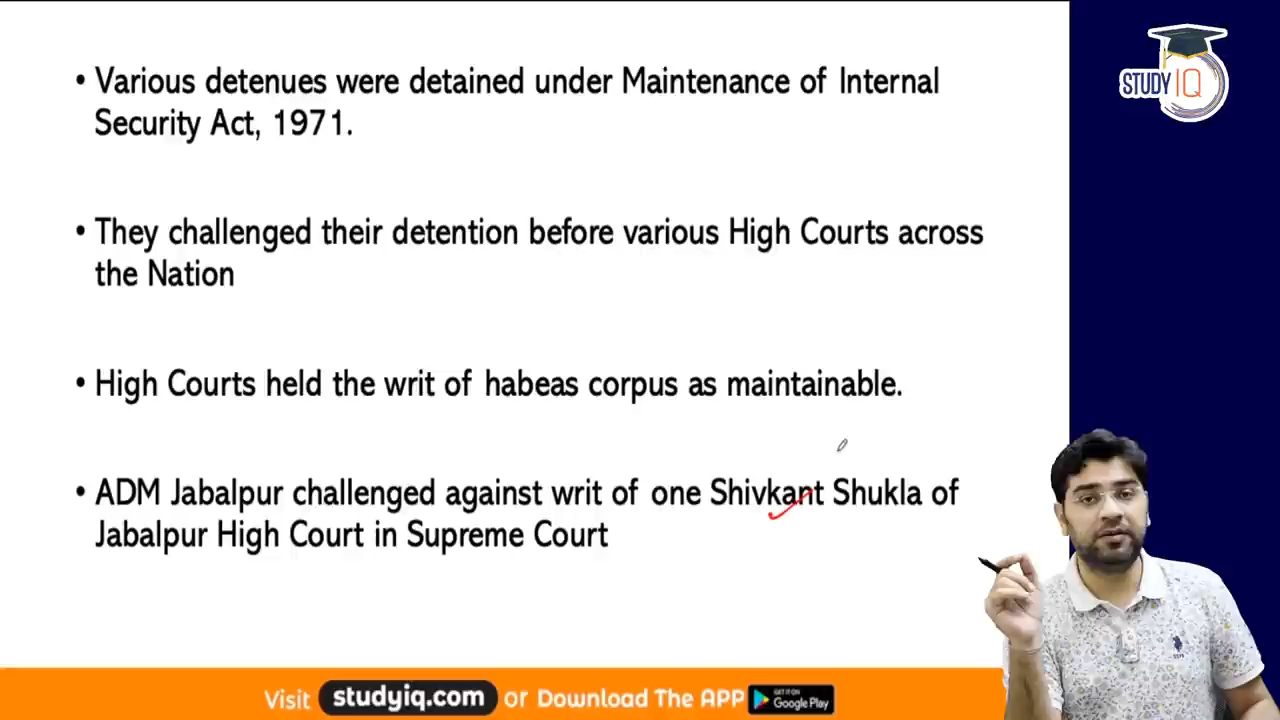 • Various detenues were detained under Maintenance of Internal
Security Act, 1971.
• They challenged their detention before various High Courts across
the Nation
• High Courts held the writ of habeas corpus as maintainable.
• ADM Jabalpur challenged against writ of one Shivkant Shukla of
Jabalpur High Court in Supreme Court
STUDY IQ
Visit studyiq.com or Download The APP GET IT ON Google Play